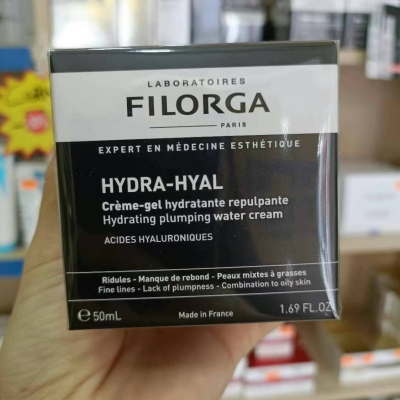 LABORATOIRES
FILORGA
PARIS
EXPERT EN MÉDECINE ESTHÉTIQUE
HYDRA-HYAL
Crème-gel hydratante repulpante
Hydrating plumping water cream
ACIDES HYALURONIQUES
Ridules - Manque de rebond - Peaux mixtes à grasses
Fine lines - Lack of plumpness - Combination to oily skin
℮ 50mL
Made in France
1.69 FL.OZ